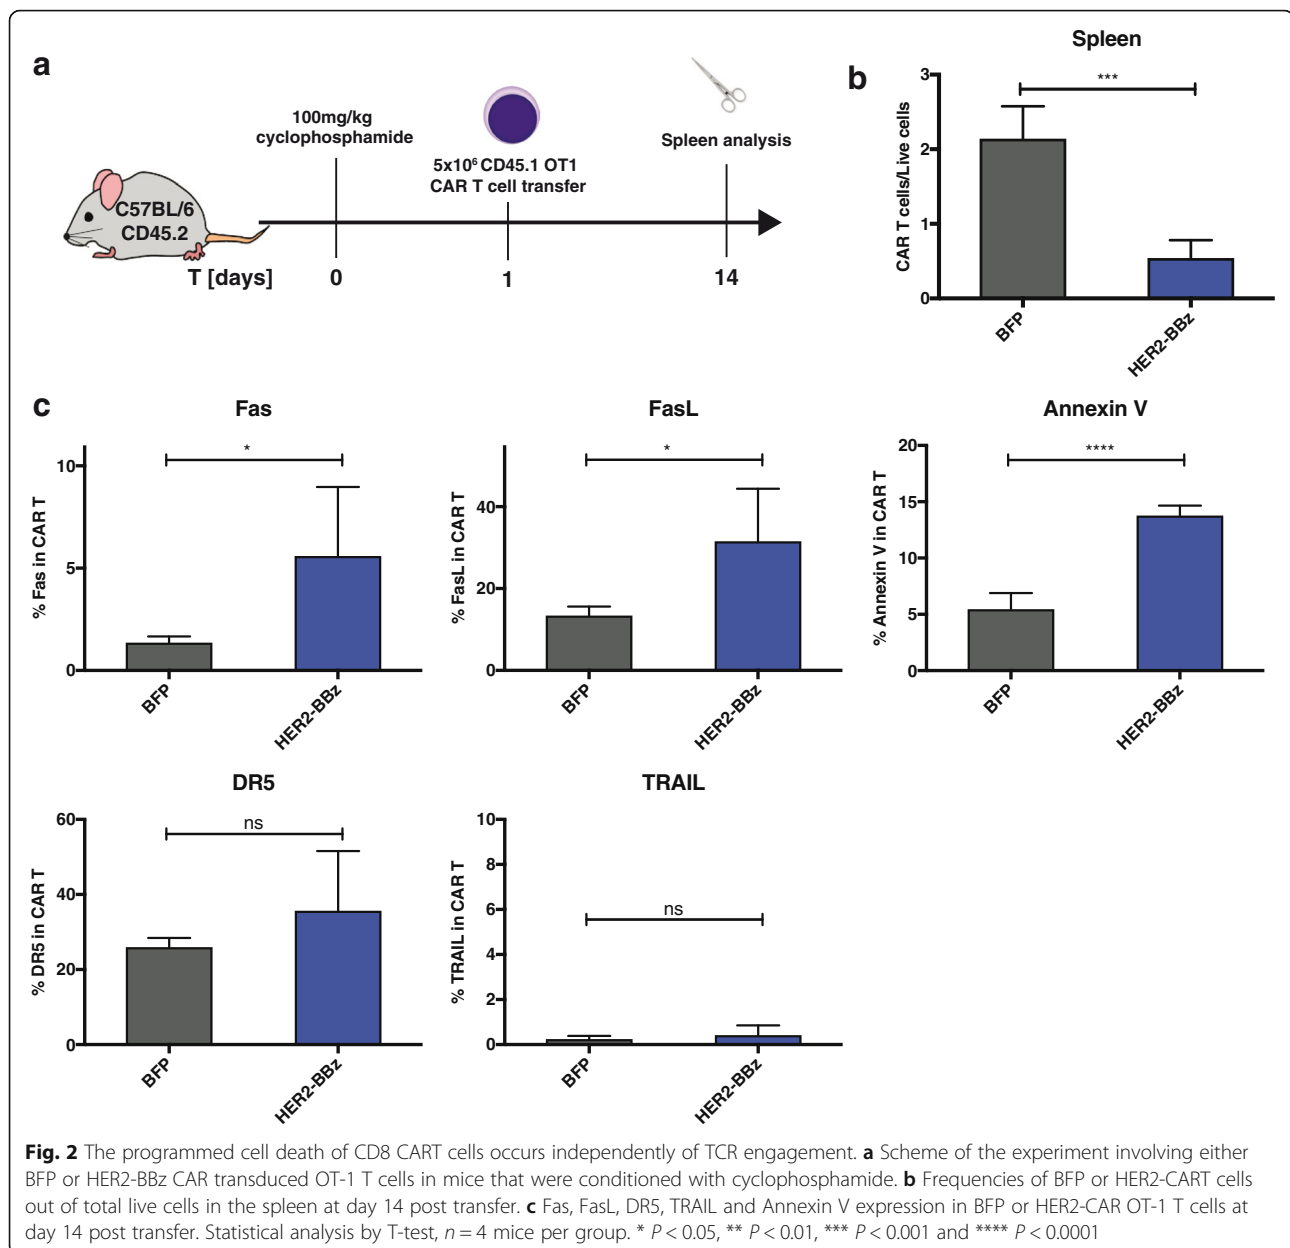 a
100mg/kg
cyclophosphamide
5x10⁶ CD45.1 OT1
CAR T cell transfer
Spleen analysis
C57BL/6
CD45.2
T [days]
0
1
14
b
Spleen
***
CAR T cells/Live cells
3
2
1
0
BFP
HER2-BBz
c
Fas
*
% Fas in CAR T
10
5
0
BFP
HER2-BBz
FasL
*
% FasL in CAR T
40
20
0
BFP
HER2-BBz
Annexin V
****
% Annexin V in CAR T
20
15
10
5
0
BFP
HER2-BBz
DR5
ns
% DR5 in CAR T
60
40
20
0
BFP
HER2-BBz
TRAIL
ns
% TRAIL in CAR T
10
8
6
4
2
0
BFP
HER2-BBz
Fig. 2 The programmed cell death of CD8 CART cells occurs independently of TCR engagement. a Scheme of the experiment involving either
BFP or HER2-BBz CAR transduced OT-1 T cells in mice that were conditioned with cyclophosphamide. b Frequencies of BFP or HER2-CART cells
out of total live cells in the spleen at day 14 post transfer. c Fas, FasL, DR5, TRAIL and Annexin V expression in BFP or HER2-CAR OT-1 T cells at
day 14 post transfer. Statistical analysis by T-test, n = 4 mice per group. * P < 0.05, ** P < 0.01, *** P < 0.001 and **** P < 0.0001